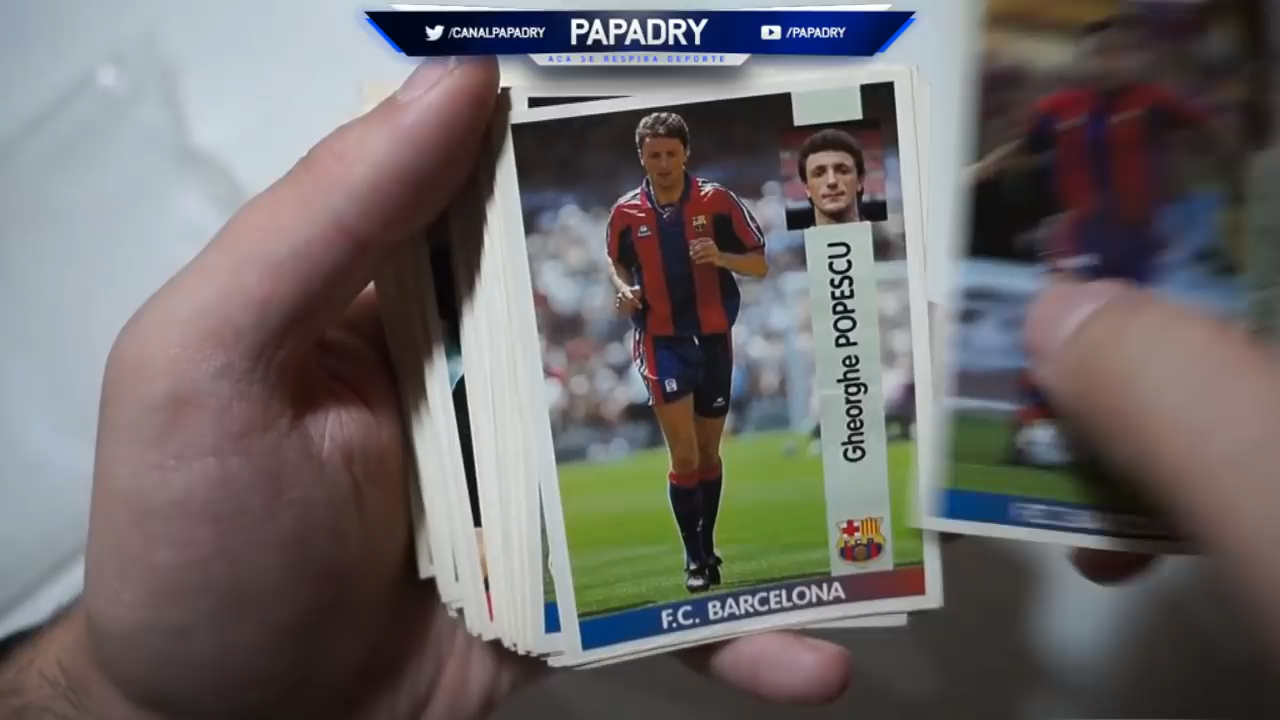 /CANALPAPADRY
PAPADRY
/PAPADRY
ACA SE RESPIRA DEPORTE
Gheorghe POPESCU
F.C. BARCELONA